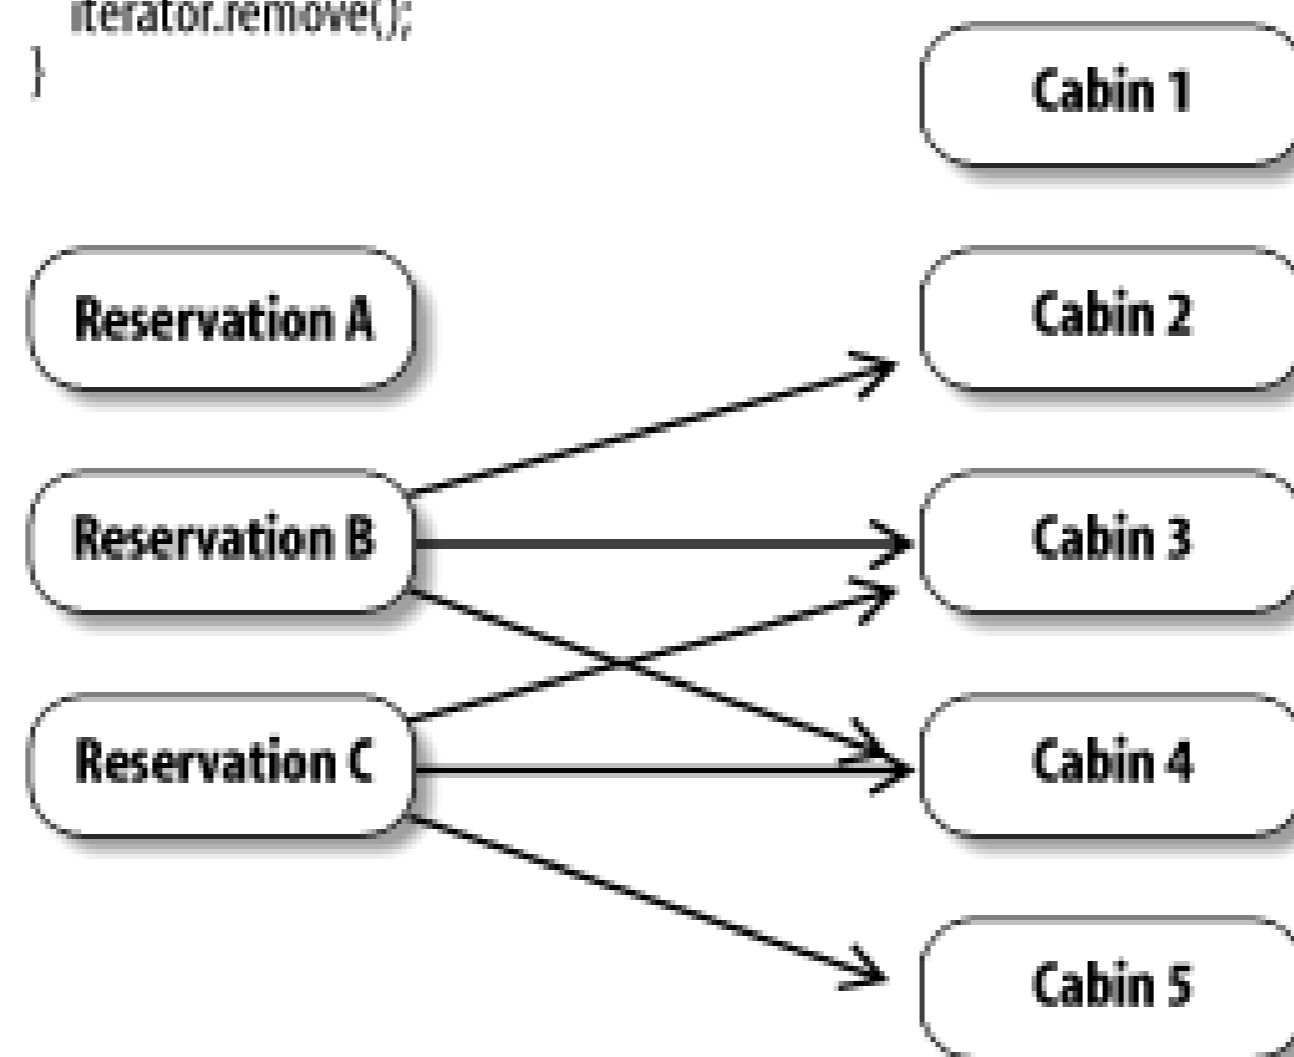 iterator.remove();
}
Cabin 1
Reservation A
Cabin 2
Reservation B
Cabin 3
Reservation C
Cabin 4
Cabin 5